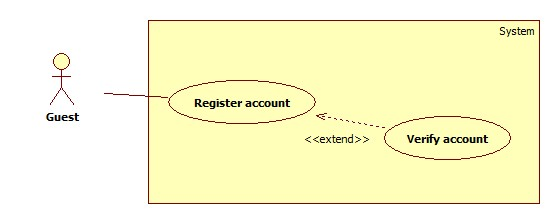 System
Register account
Guest
<<extend>>
Verify account